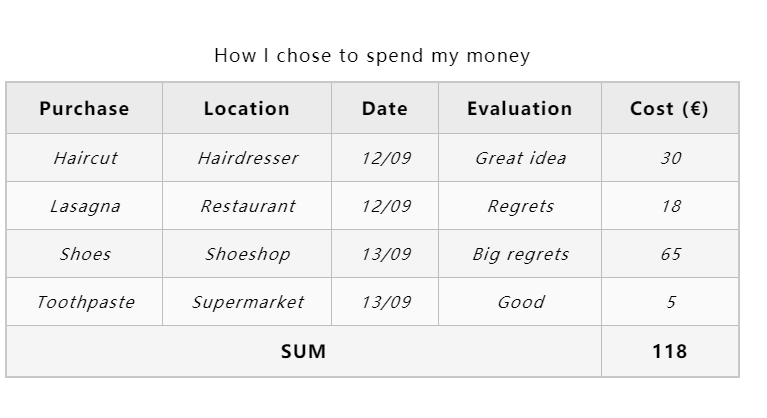 How I chose to spend my money
Purchase Location Date Evaluation Cost (€)
Haircut Hairdresser 12/09 Great idea 30
Lasagna Restaurant 12/09 Regrets 18
Shoes Shoeshop 13/09 Big regrets 65
Toothpaste Supermarket 13/09 Good 5
SUM 118